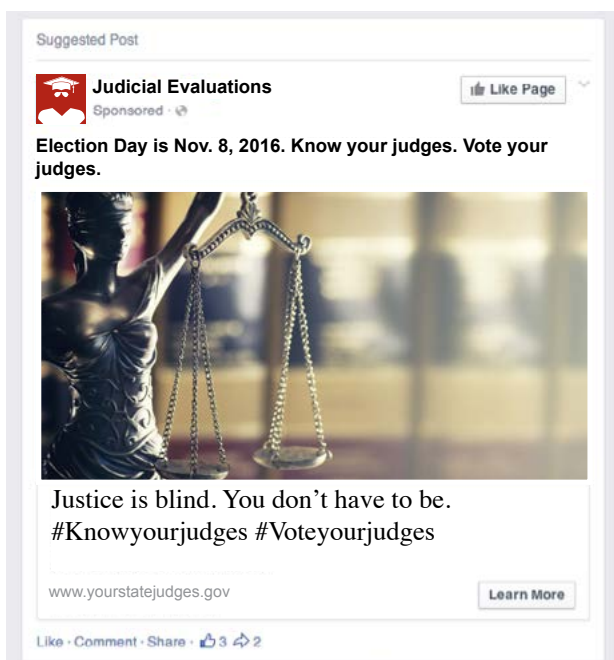 Suggested Post
Judicial Evaluations
Like Page
Sponsored ·
Election Day is Nov. 8, 2016. Know your judges. Vote your
judges.
Justice is blind. You don’t have to be.
#Knowyourjudges #Voteyourjudges
www.yourstatejudges.gov
Learn More
Like · Comment · Share · 3 2